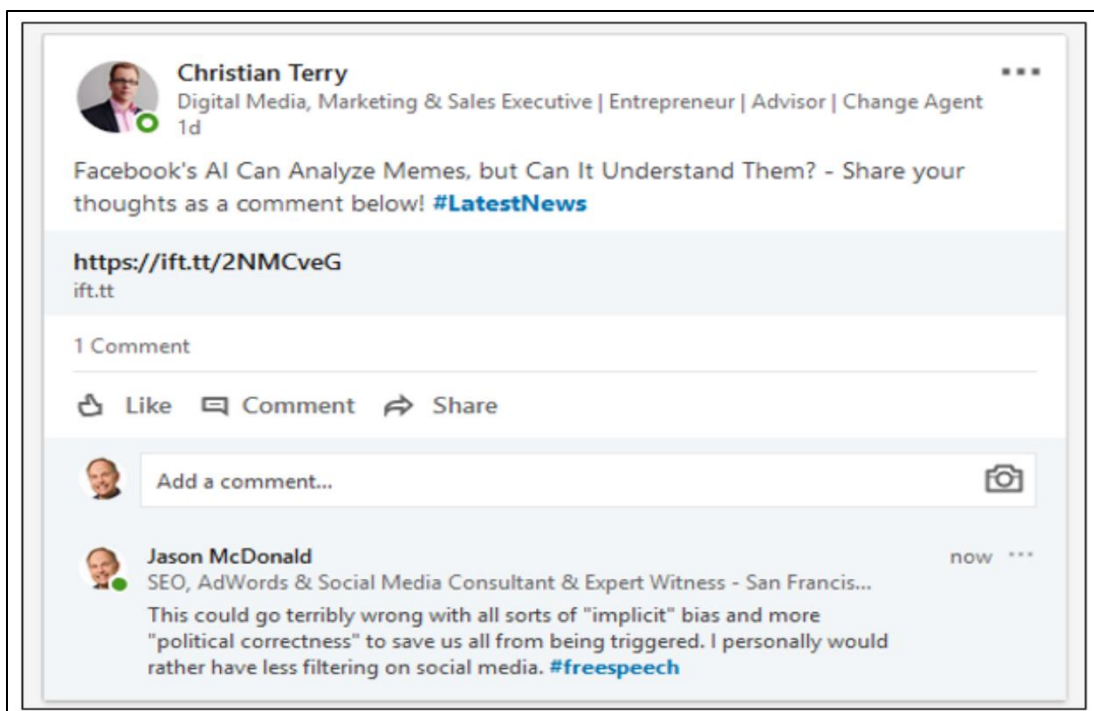 Christian Terry
Digital Media, Marketing & Sales Executive | Entrepreneur | Advisor | Change Agent
1d
Facebook's AI Can Analyze Memes, but Can It Understand Them? - Share your
thoughts as a comment below! #LatestNews
https://ift.tt/2NMCveG
ift.tt
1 Comment
Like Comment Share
Add a comment...
Jason McDonald now
SEO, AdWords & Social Media Consultant & Expert Witness - San Francis...
This could go terribly wrong with all sorts of "implicit" bias and more
"political correctness" to save us all from being triggered. I personally would
rather have less filtering on social media. #freespeech